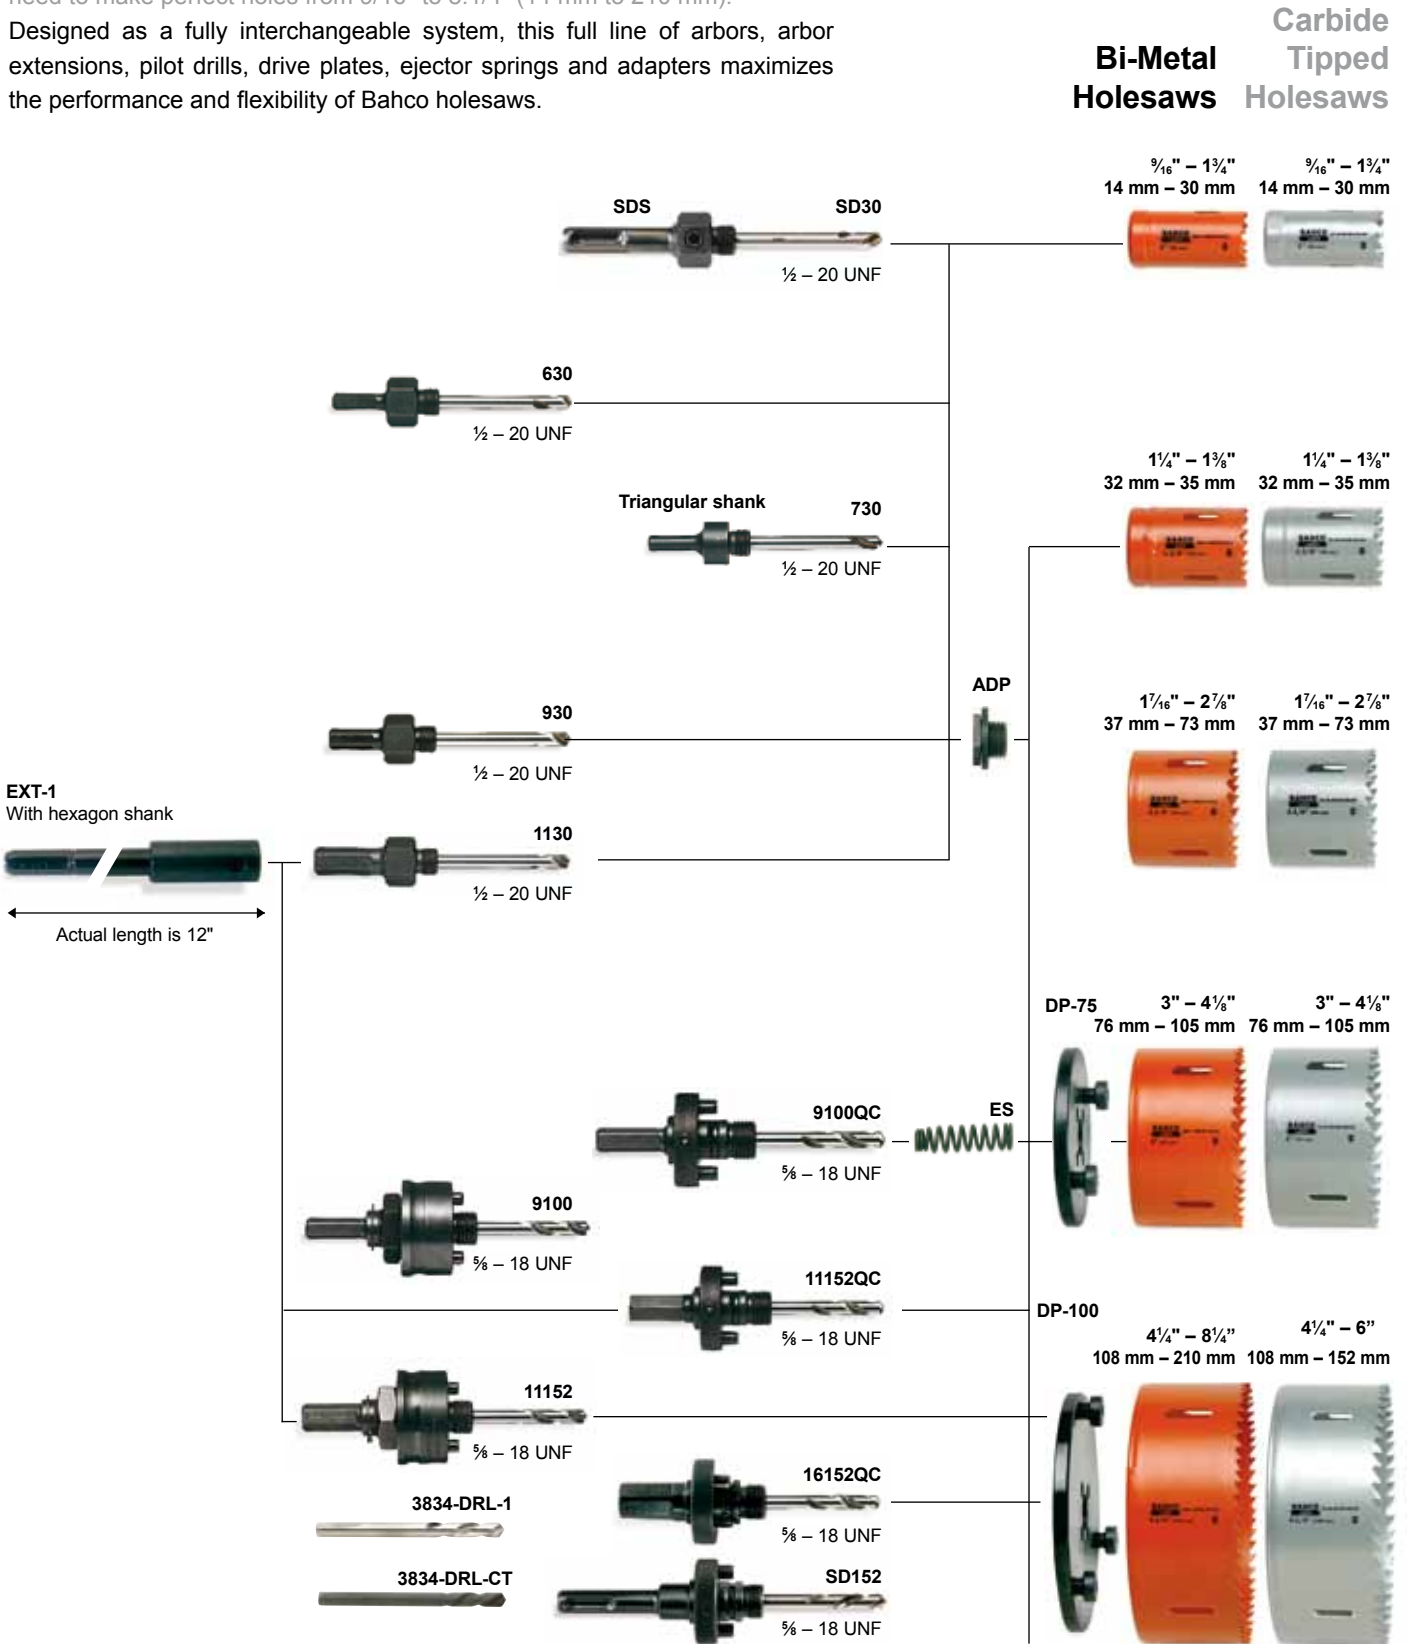 Designed as a fully interchangeable system, this full line of arbors, arbor
extensions, pilot drills, drive plates, ejector springs and adapters maximizes
the performance and flexibility of Bahco holesaws.
Bi-Metal
Holesaws
Carbide
Tipped
Holesaws
⁹⁄₁₆" – 1¾"
14 mm – 30 mm
⁹⁄₁₆" – 1¾"
14 mm – 30 mm
SDS
SD30
½ – 20 UNF
630
½ – 20 UNF
1¼" – 1⅜"
32 mm – 35 mm
1¼" – 1⅜"
32 mm – 35 mm
Triangular shank
730
½ – 20 UNF
ADP
1⁷⁄₁₆" – 2⅞"
37 mm – 73 mm
1⁷⁄₁₆" – 2⅞"
37 mm – 73 mm
930
½ – 20 UNF
EXT-1
With hexagon shank
1130
½ – 20 UNF
Actual length is 12"
DP-75
3" – 4⅛"
76 mm – 105 mm
3" – 4⅛"
76 mm – 105 mm
9100QC
⅝ – 18 UNF
ES
9100
⅝ – 18 UNF
11152QC
⅝ – 18 UNF
DP-100
4¼" – 8¼”
108 mm – 210 mm
4¼" – 6”
108 mm – 152 mm
11152
⅝ – 18 UNF
16152QC
⅝ – 18 UNF
3834-DRL-1
3834-DRL-CT
SD152
⅝ – 18 UNF